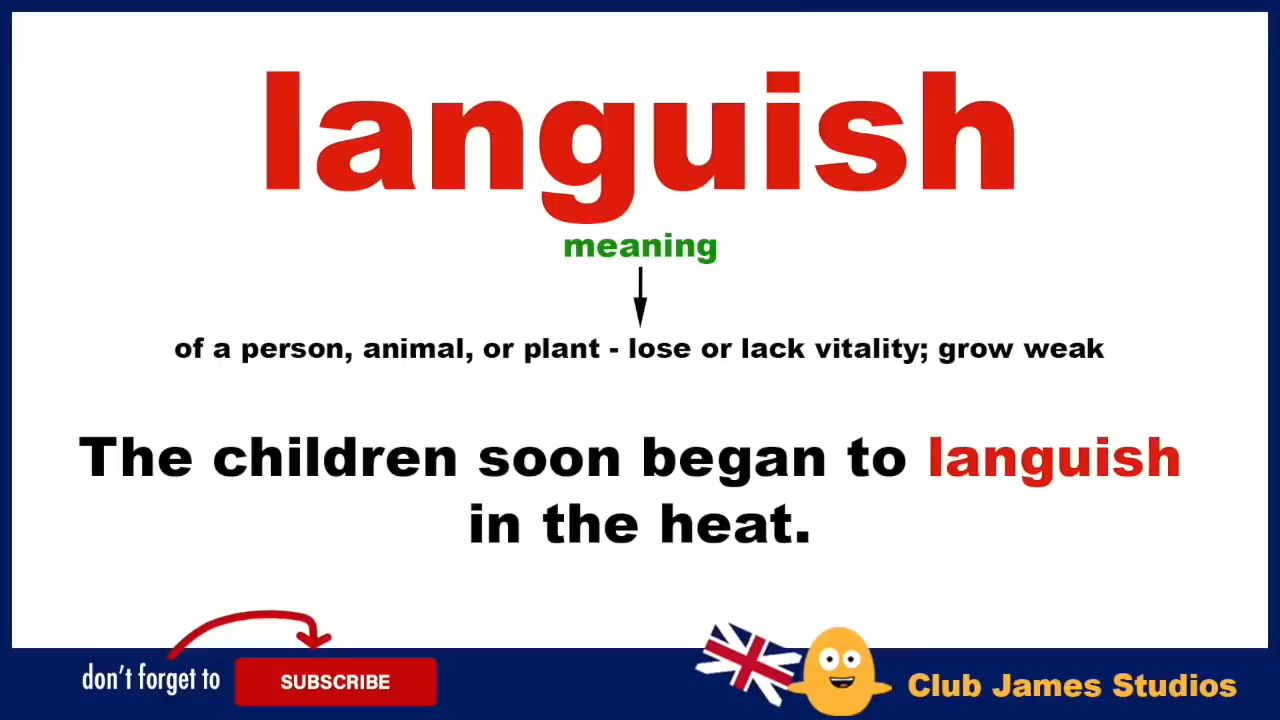 languish
meaning
of a person, animal, or plant - lose or lack vitality; grow weak
The children soon began to languish
in the heat.
don't forget to
SUBSCRIBE
Club James Studios